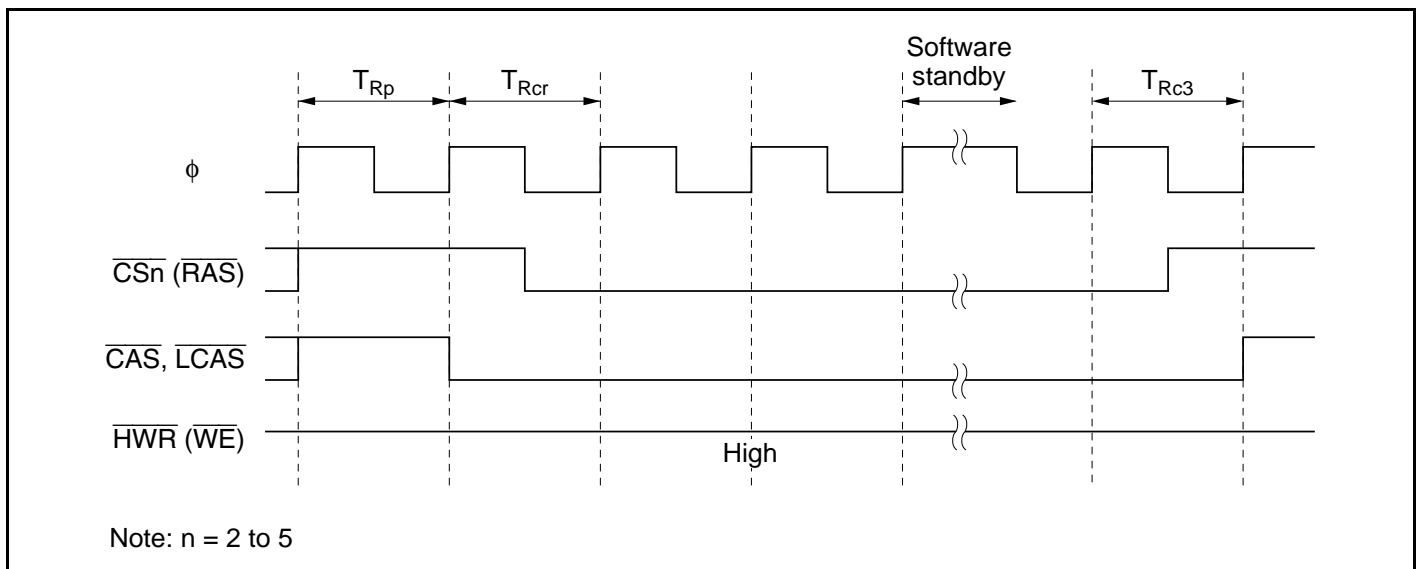 Software
standby
TRp
TRcr
TRc3
ϕ
CSn (RAS)
CAS, LCAS
HWR (WE)
High
Note: n = 2 to 5